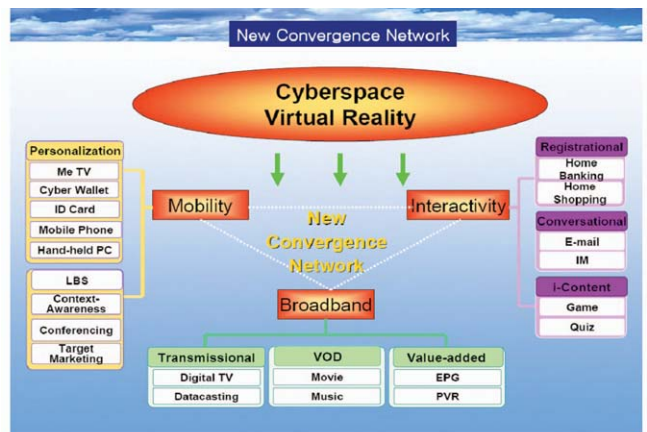 New Convergence Network
Cyberspace
Virtual Reality
Personalization
Me TV
Cyber Wallet
ID Card
Mobile Phone
Hand-held PC
LBS
Context-
Awareness
Conferencing
Target
Marketing
Mobility
Interactivity
New
Convergence
Network
Broadband
Registrational
Home
Banking
Home
Shopping
Conversational
E-mail
IM
i-Content
Game
Quiz
Transmissional
Digital TV
Datacasting
VOD
Movie
Music
Value-added
EPG
PVR